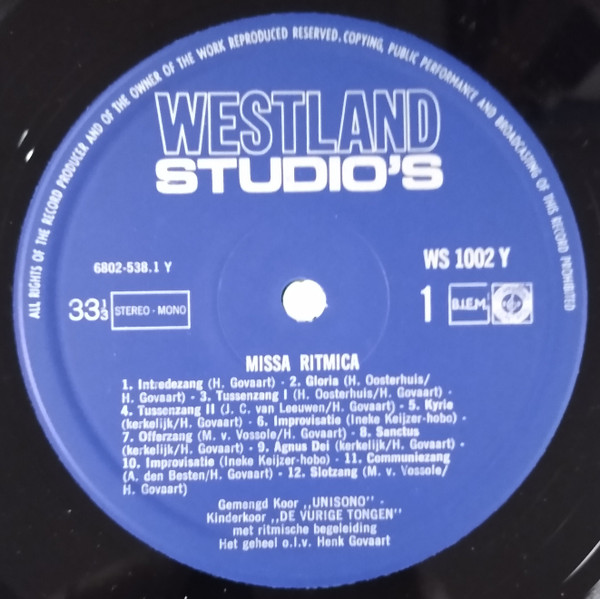 ALL RIGHTS OF THE RECORD PRODUCER AND OF THE OWNER OF THE WORK REPRODUCED RESERVED. COPYING, PUBLIC PERFORMANCE AND BROADCASTING OF THIS RECORD PROHIBITED
WESTLAND
STUDIO'S
6802-538.1 Y
WS 1002 Y
33 1/3 STEREO - MONO
1 B.I.E.M.
MISSA RITMICA
1. Intredezang (H. Govaart) - 2. Gloria (H. Oosterhuis/
H. Govaart) - 3. Tussenzang I (H. Oosterhuis/H. Govaart) -
4. Tussenzang II (J. C. van Leeuwen/H. Govaart) - 5. Kyrie
(kerkelijk/H. Govaart) - 6. Improvisatie (Ineke Keijzer-hobo) -
7. Offerzang (M. v. Vossole/H. Govaart) - 8. Sanctus
(kerkelijk/H. Govaart) - 9. Agnus Dei (kerkelijk/H. Govaart) -
10. Improvisatie (Ineke Keijzer-hobo) - 11. Communiezang
(A. den Besten/H. Govaart) - 12. Slotzang (M. v. Vossole/
H. Govaart)
Gemengd Koor ,,UNISONO" -
Kinderkoor ,,DE VURIGE TONGEN"
met ritmische begeleiding
Het geheel o.l.v. Henk Govaart